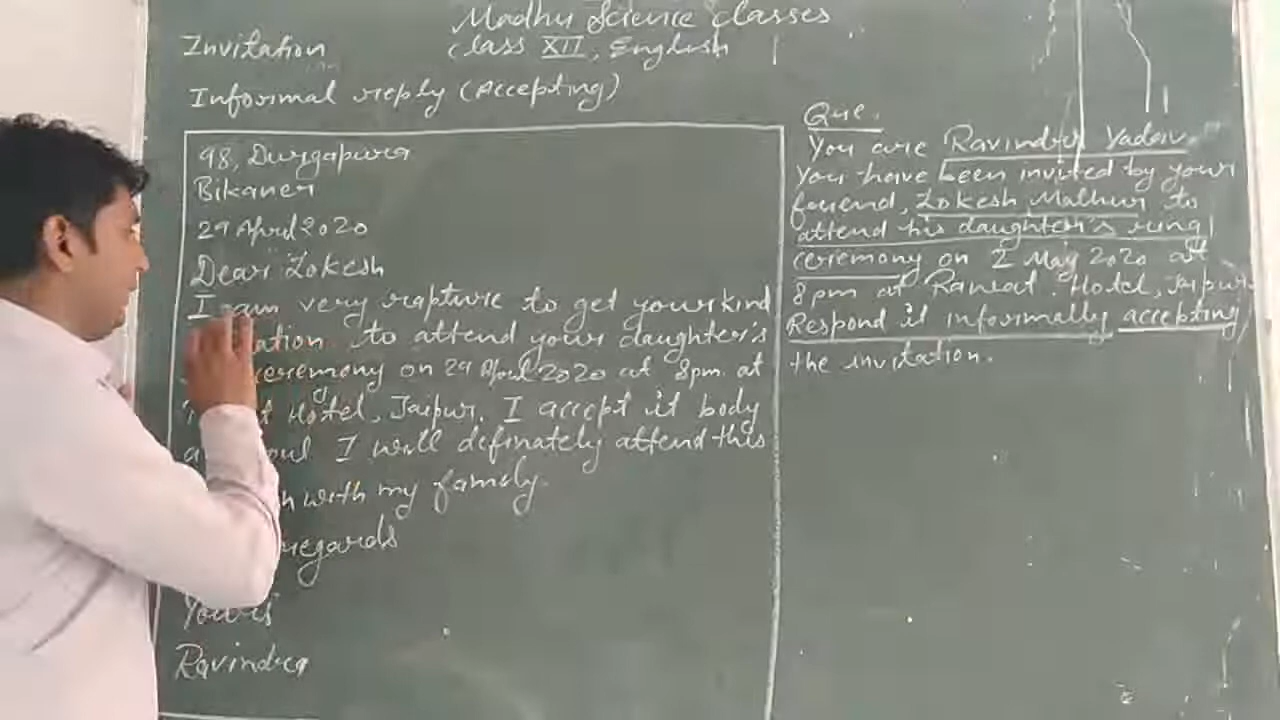 Madhu Science Classes
Invitation
Class XII, English
Informal reply (Accepting)
98, Durgapura
Bikaner
29 April 2020
Dear Lokesh
I am very rapture to get your kind
to attend your daughter's
ceremony on 29 April 2020 at 8pm at
Hotel, Jaipur. I accept it body
I will definately attend this
with my family.
regards
Yours
Ravindra
Que.
You are Ravindra Yadav.
You have been invited by your
friend, Lokesh Mathur to
attend his daughter's ring
ceremony on 2 May 2020 at
8pm at Hotel, Jaipur.
Respond it informally accepting
the invitation.